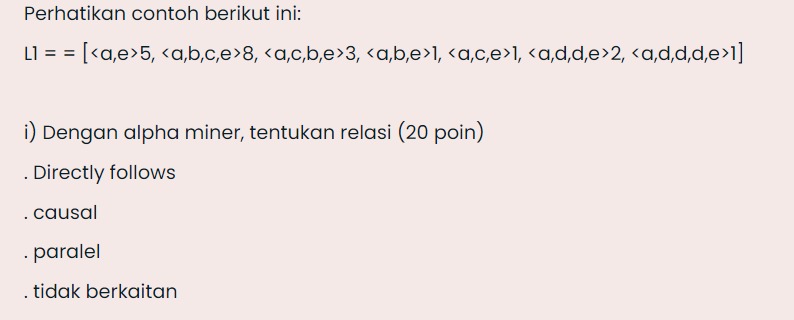 Perhatikan contoh berikut ini:
L1 = = [<a,e>5, <a,b,c,e>8, <a,c,b,e>3, <a,b,e>1, <a,c,e>1, <a,d,d,e>2, <a,d,d,d,e>1]
i) Dengan alpha miner, tentukan relasi (20 poin)
. Directly follows
. causal
. paralel
. tidak berkaitan